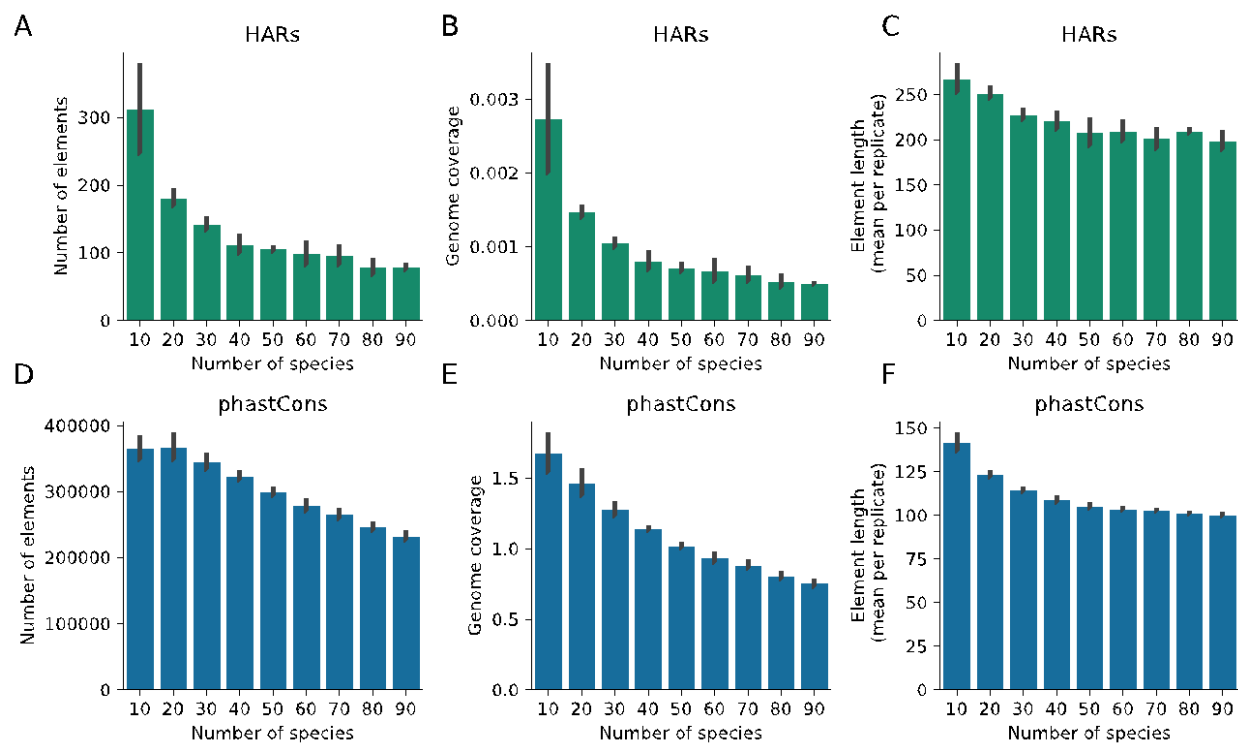 A
HARs
Number of elements
300
200
100
0
10 20 30 40 50 60 70 80 90
Number of species
B
HARs
Genome coverage
0.003
0.002
0.001
0.000
10 20 30 40 50 60 70 80 90
Number of species
C
HARs
Element length
(mean per replicate)
250
200
150
100
50
0
10 20 30 40 50 60 70 80 90
Number of species
D
phastCons
Number of elements
400000
300000
200000
100000
0
10 20 30 40 50 60 70 80 90
Number of species
E
phastCons
Genome coverage
1.5
1.0
0.5
0.0
10 20 30 40 50 60 70 80 90
Number of species
F
phastCons
Element length
(mean per replicate)
150
125
100
75
50
25
0
10 20 30 40 50 60 70 80 90
Number of species